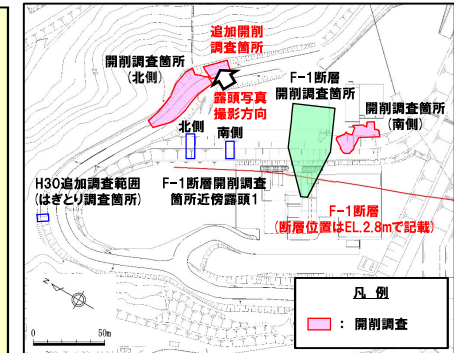 追加開削
調査箇所
開削調査箇所
(北側)
F-1断層
開削調査箇所
露頭写真
撮影方向
開削調査箇所
(南側)
北側
南側
H30追加調査範囲
(はぎとり調査箇所)
F-1断層開削調査
箇所近傍露頭1
F-1断層
(断層位置はEL.2.8mで記載)
N
0
50m
凡 例
：開削調査